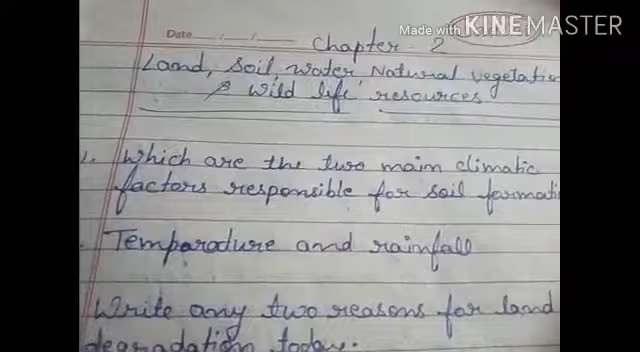 Made with KINEMASTER
Date / /
Chapter - 2
Land, Soil, Water Natural vegetation
& Wild life resources
1. Which are the two main climatic
factors responsible for soil formati
Temparature and rainfall
Write any two reasons for land
degradation today.